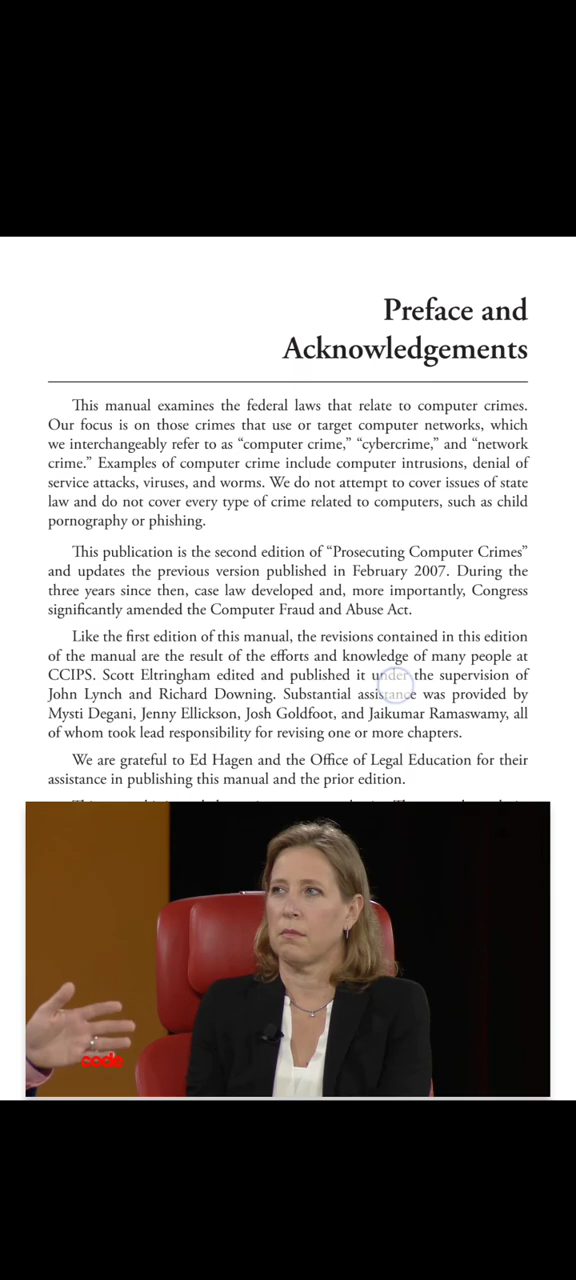 Preface and
Acknowledgements
This manual examines the federal laws that relate to computer crimes.
Our focus is on those crimes that use or target computer networks, which
we interchangeably refer to as “computer crime,” “cybercrime,” and “network
crime.” Examples of computer crime include computer intrusions, denial of
service attacks, viruses, and worms. We do not attempt to cover issues of state
law and do not cover every type of crime related to computers, such as child
pornography or phishing.
This publication is the second edition of “Prosecuting Computer Crimes”
and updates the previous version published in February 2007. During the
three years since then, case law developed and, more importantly, Congress
significantly amended the Computer Fraud and Abuse Act.
Like the first edition of this manual, the revisions contained in this edition
of the manual are the result of the efforts and knowledge of many people at
CCIPS. Scott Eltringham edited and published it under the supervision of
John Lynch and Richard Downing. Substantial assistance was provided by
Mysti Degani, Jenny Ellickson, Josh Goldfoot, and Jaikumar Ramaswamy, all
of whom took lead responsibility for revising one or more chapters.
We are grateful to Ed Hagen and the Office of Legal Education for their
assistance in publishing this manual and the prior edition.
code